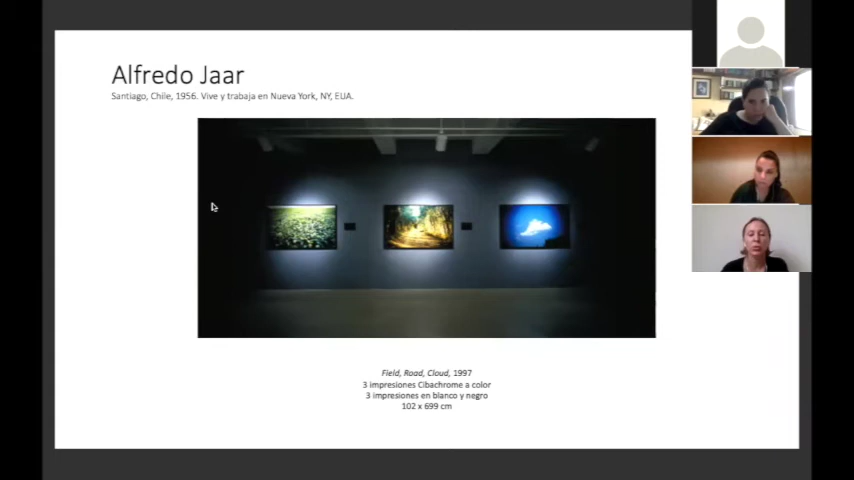 Alfredo Jaar
Santiago, Chile, 1956. Vive y trabaja en Nueva York, NY, EUA.
Field, Road, Cloud, 1997
3 impresiones Cibachrome a color
3 impresiones en blanco y negro
102 x 699 cm